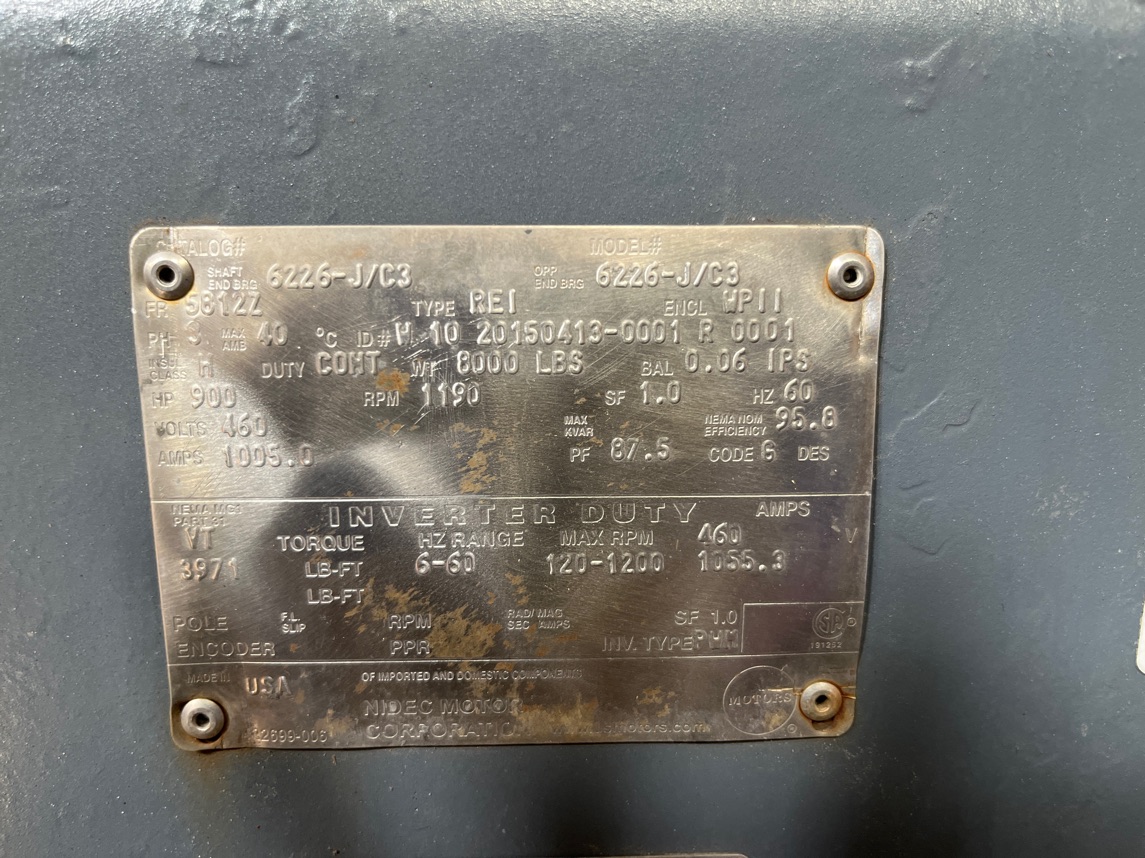 CATALOG# MODEL#
SHAFT END BRG 6226-J/C3 OPP END BRG 6226-J/C3
FR 5812Z TYPE REI ENCL WPII
PH 3 MAX AMB 40 °C ID# M 10 20150413-0001 R 0001
INSUL CLASS H DUTY CONT WT 8000 LBS BAL 0.06 IPS
HP 900 RPM 1190 SF 1.0 HZ 60
VOLTS 460 MAX KVAR NEMA NOM EFFICIENCY 95.8
AMPS 1005.0 PF 87.5 CODE G DES
NEMA MG1 PART 31 INVERTER DUTY AMPS
VT TORQUE HZ RANGE MAX RPM 460 V
3971 LB-FT 6-60 120-1200 1055.3
LB-FT
POLE F.L. SLIP RPM RAD/ SEC MAG AMPS SF 1.0
ENCODER PPR INV. TYPE PWM
MADE IN USA OF IMPORTED AND DOMESTIC COMPONENTS
NIDEC MOTOR
CORPORATION
MOTORS